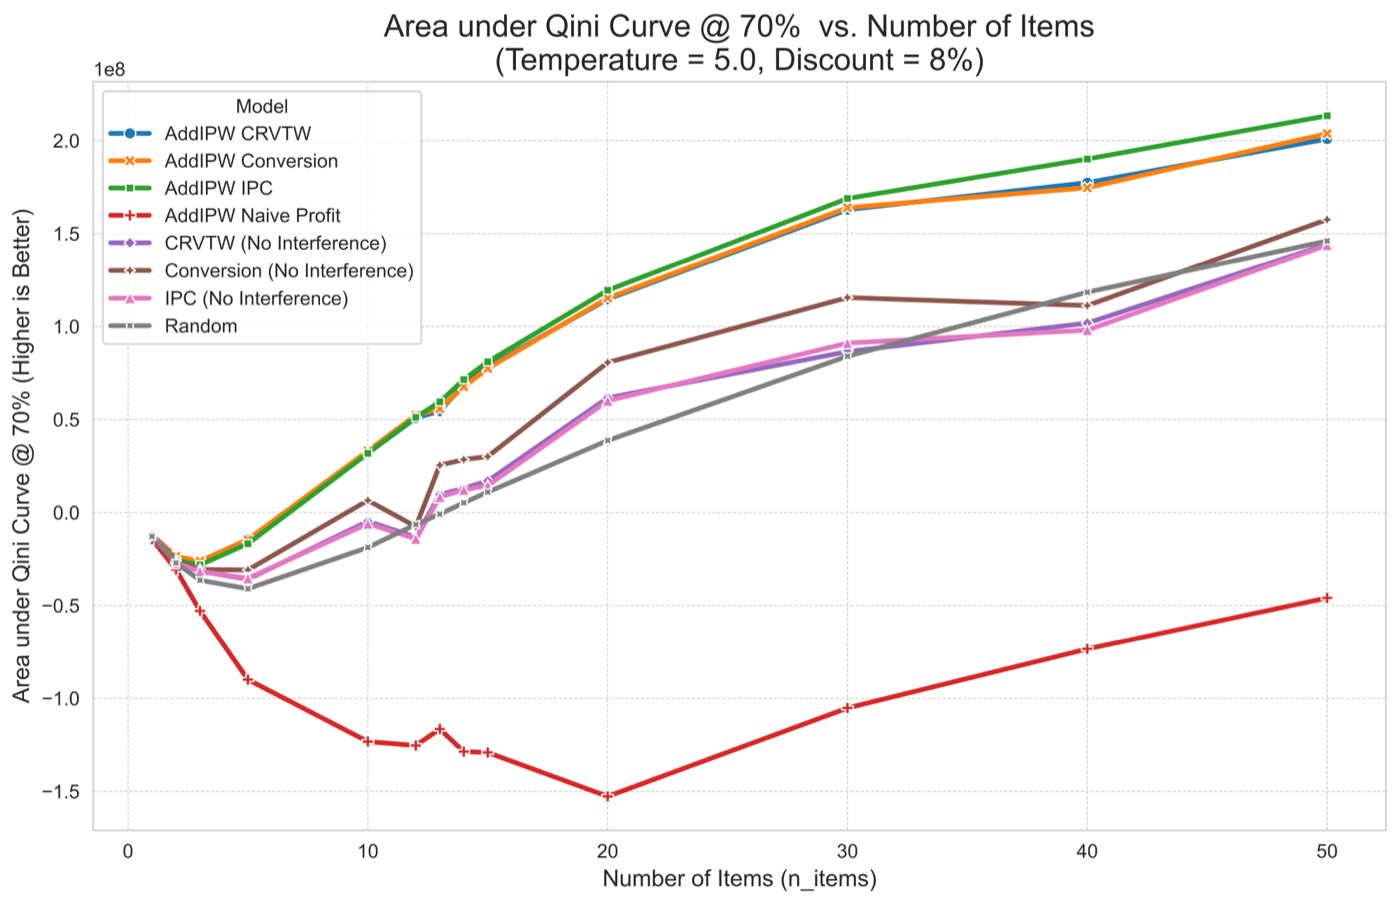 Area under Qini Curve @ 70%  vs. Number of Items
(Temperature = 5.0, Discount = 8%)
1e8
Model
AddIPW CRVTW
AddIPW Conversion
AddIPW IPC
AddIPW Naive Profit
CRVTW (No Interference)
Conversion (No Interference)
IPC (No Interference)
Random
Area under Qini Curve @ 70% (Higher is Better)
2.0
1.5
1.0
0.5
0.0
−0.5
−1.0
−1.5
0
10
20
30
40
50
Number of Items (n_items)